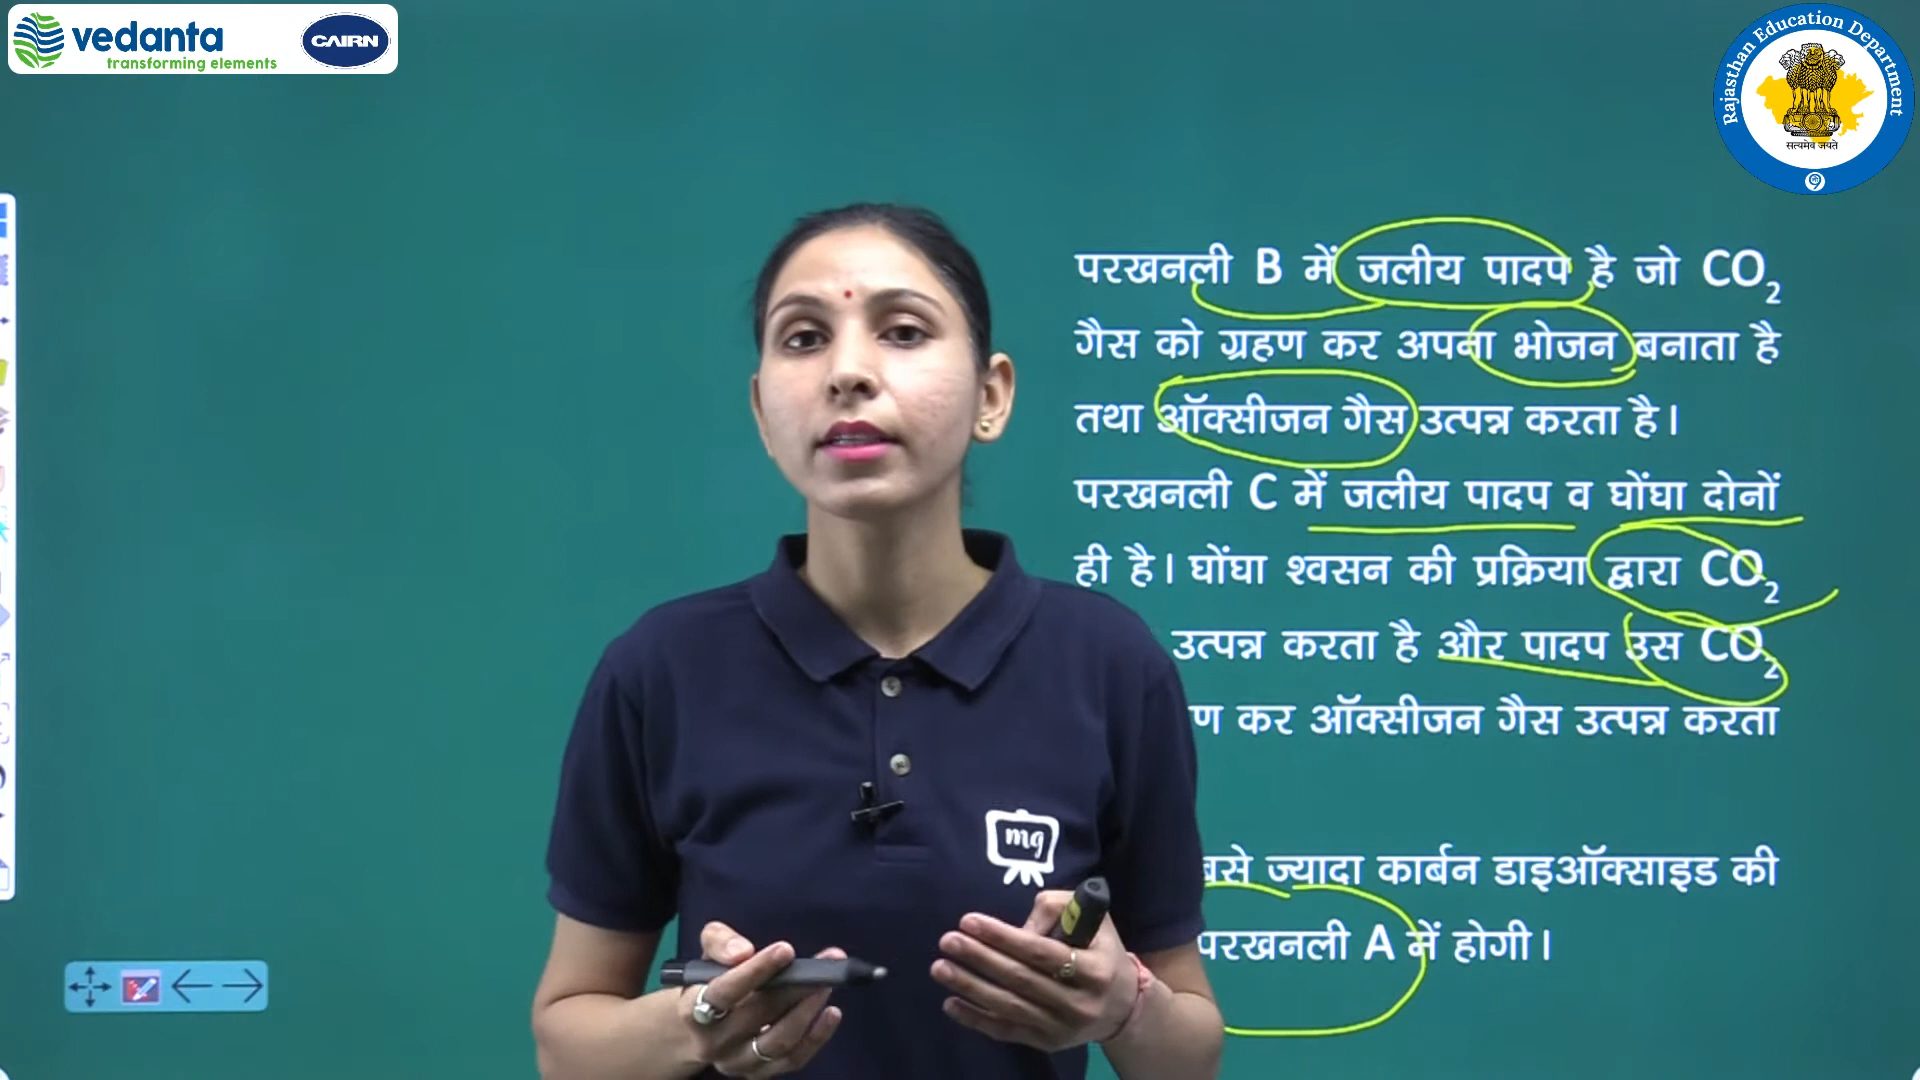 vedanta
transforming elements
CAIRN
Rajasthan Education Department
सत्यमेव जयते
परखनली B में जलीय पादप है जो CO₂
गैस को ग्रहण कर अपना भोजन बनाता है
तथा ऑक्सीजन गैस उत्पन्न करता है।
परखनली C में जलीय पादप व घोंघा दोनों
ही है। घोंघा श्वसन की प्रक्रिया द्वारा CO₂
उत्पन्न करता है और पादप उस CO₂
कर ऑक्सीजन गैस उत्पन्न करता
ज्यादा कार्बन डाइऑक्साइड की
परखनली A में होगी।
mg